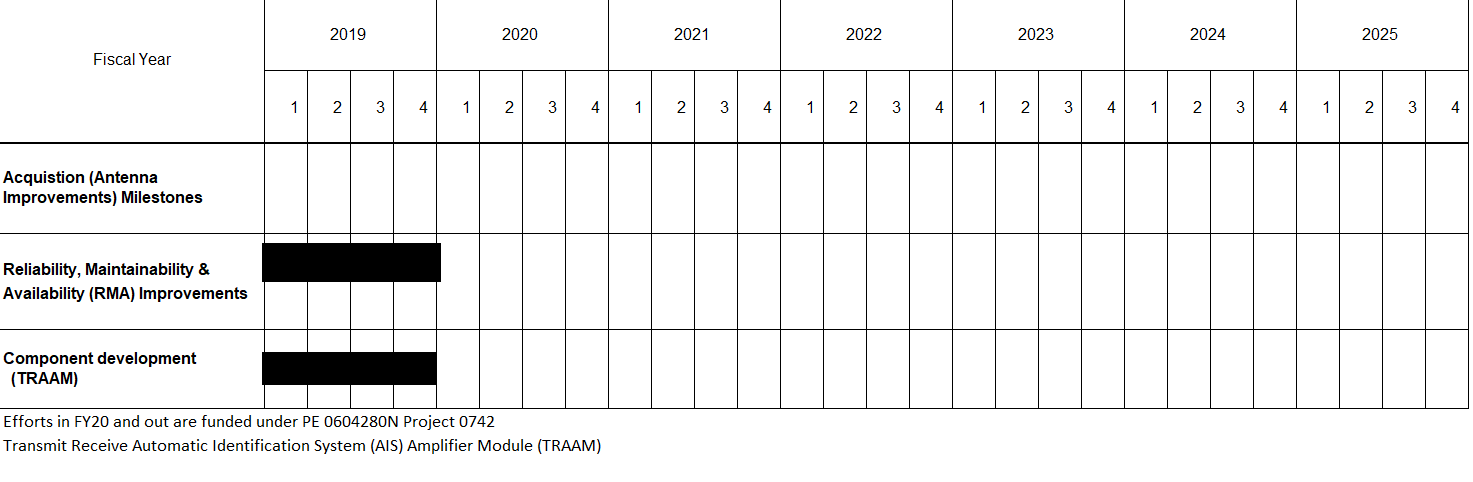 2019 2020 2021 2022 2023 2024 2025
Fiscal Year
1 2 3 4 1 2 3 4 1 2 3 4 1 2 3 4 1 2 3 4 1 2 3 4 1 2 3 4
Acquistion (Antenna
Improvements) Milestones
Reliability, Maintainability &
Availability (RMA) Improvements
Component development
(TRAAM)
Efforts in FY20 and out are funded under PE 0604280N Project 0742
Transmit Receive Automatic Identification System (AIS) Amplifier Module (TRAAM)